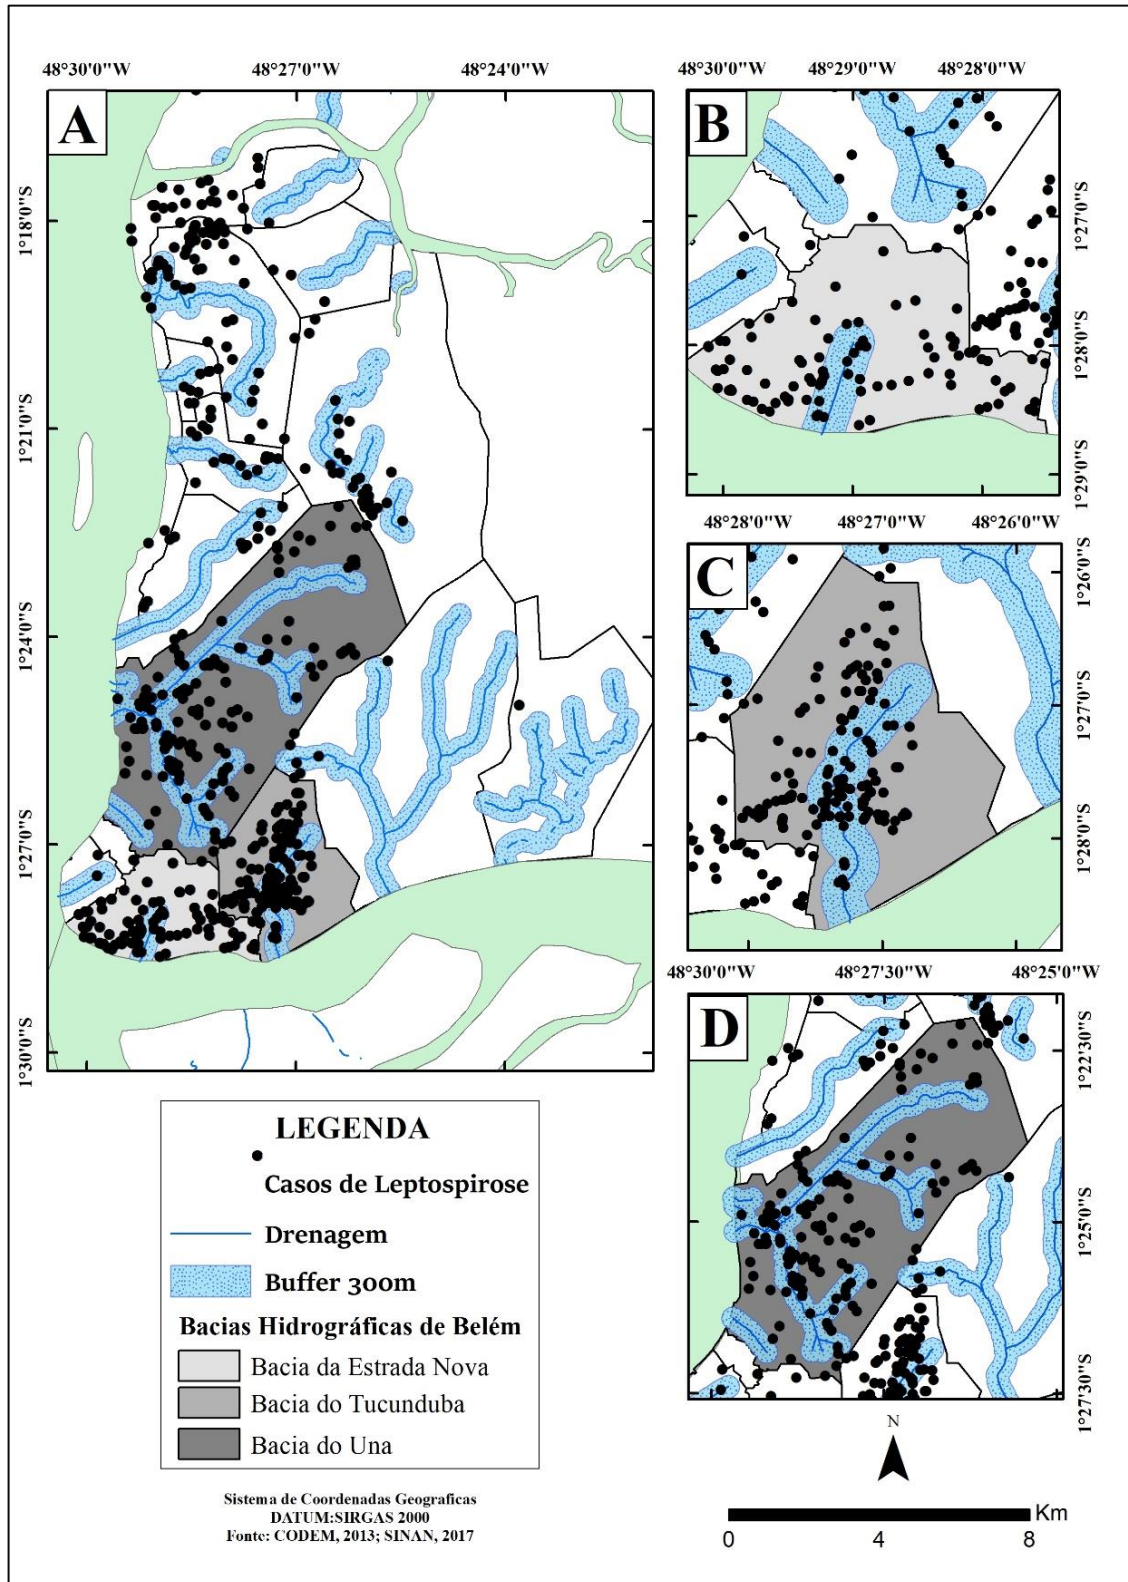 48°30'0"W 48°27'0"W 48°24'0"W
A
1°18'0"S
1°21'0"S
1°24'0"S
1°27'0"S
1°30'0"S
48°30'0"W 48°29'0"W 48°28'0"W
B
1°27'0"S
1°28'0"S
1°29'0"S
48°28'0"W 48°27'0"W 48°26'0"W
C
1°26'0"S
1°27'0"S
1°28'0"S
48°30'0"W 48°27'30"W 48°25'0"W
D
1°22'30"S
1°25'0"S
1°27'30"S
LEGENDA
Casos de Leptospirose
Drenagem
Buffer 300m
Bacias Hidrográficas de Belém
Bacia da Estrada Nova
Bacia do Tucunduba
Bacia do Una
Sistema de Coordenadas Geograficas
DATUM:SIRGAS 2000
Fonte: CODEM, 2013; SINAN, 2017
N
Km
0 4 8